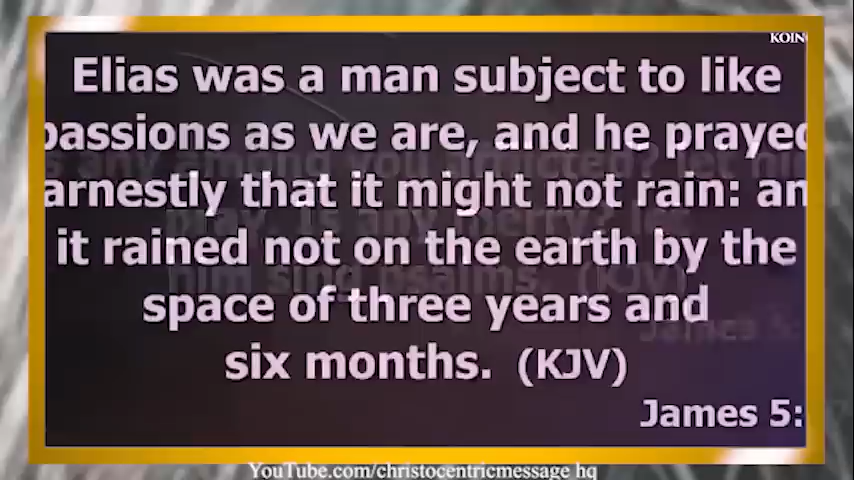 KOIN
Elias was a man subject to like
passions as we are, and he prayed
arnestly that it might not rain: an
it rained not on the earth by the
space of three years and
six months. (KJV)
James 5:
YouTube.com/christocentricmessage hq